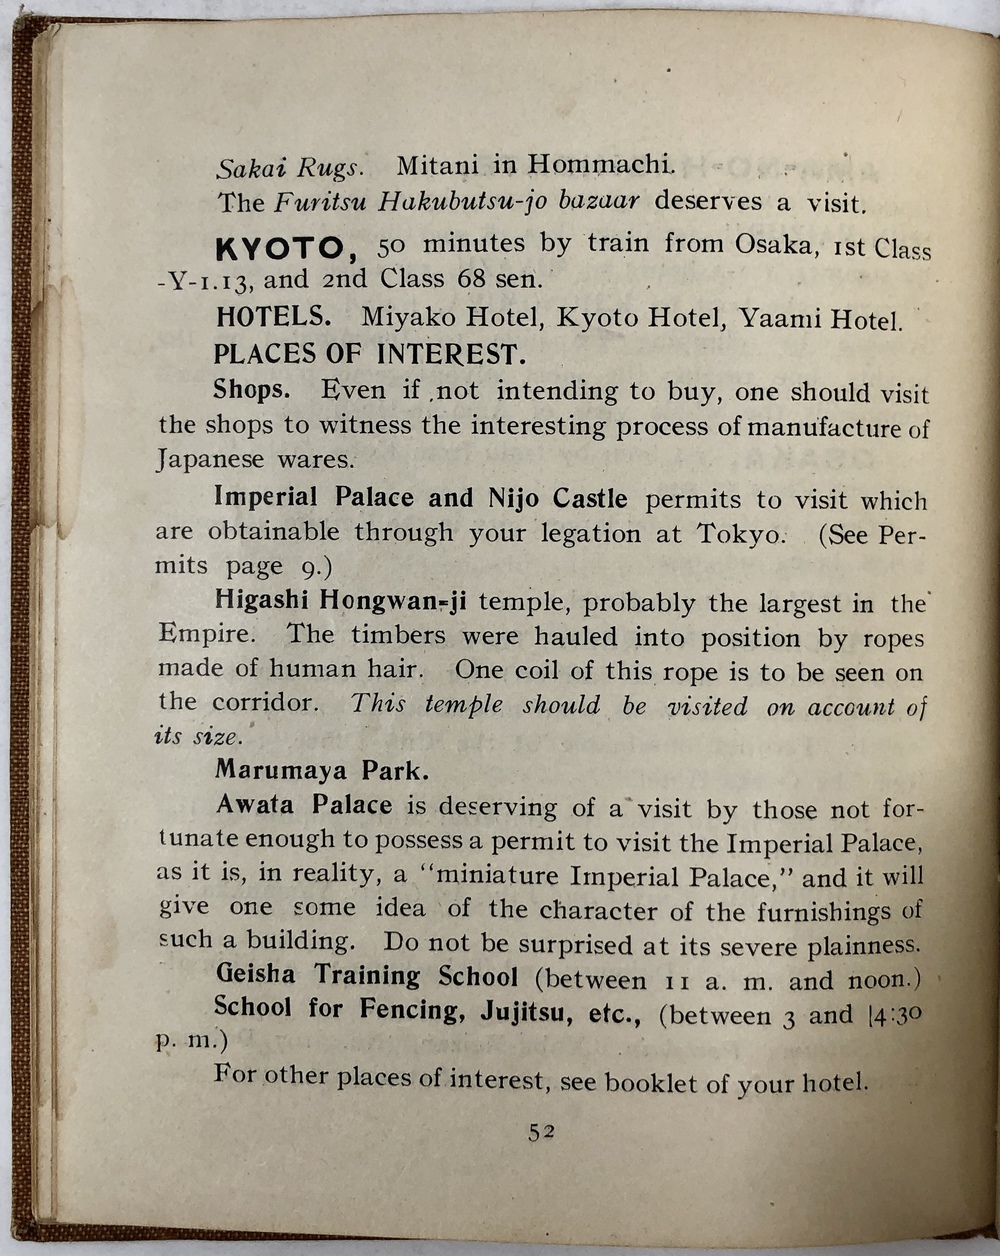 Sakai Rugs. Mitani in Hommachi.
The Furitsu Hakubutsu-jo bazaar deserves a visit.
KYOTO, 50 minutes by train from Osaka, 1st Class
-Y-1.13, and 2nd Class 68 sen.
HOTELS. Miyako Hotel, Kyoto Hotel, Yaami Hotel.
PLACES OF INTEREST.
Shops. Even if not intending to buy, one should visit
the shops to witness the interesting process of manufacture of
Japanese wares.
Imperial Palace and Nijo Castle permits to visit which
are obtainable through your legation at Tokyo. (See Per-
mits page 9.)
Higashi Hongwan-ji temple, probably the largest in the
Empire. The timbers were hauled into position by ropes
made of human hair. One coil of this rope is to be seen on
the corridor. This temple should be visited on account of
its size.
Marumaya Park.
Awata Palace is deserving of a visit by those not for-
tunate enough to possess a permit to visit the Imperial Palace,
as it is, in reality, a "miniature Imperial Palace," and it will
give one some idea of the character of the furnishings of
such a building. Do not be surprised at its severe plainness.
Geisha Training School (between 11 a. m. and noon.)
School for Fencing, Jujitsu, etc., (between 3 and 4:30
p. m.)
For other places of interest, see booklet of your hotel.
52